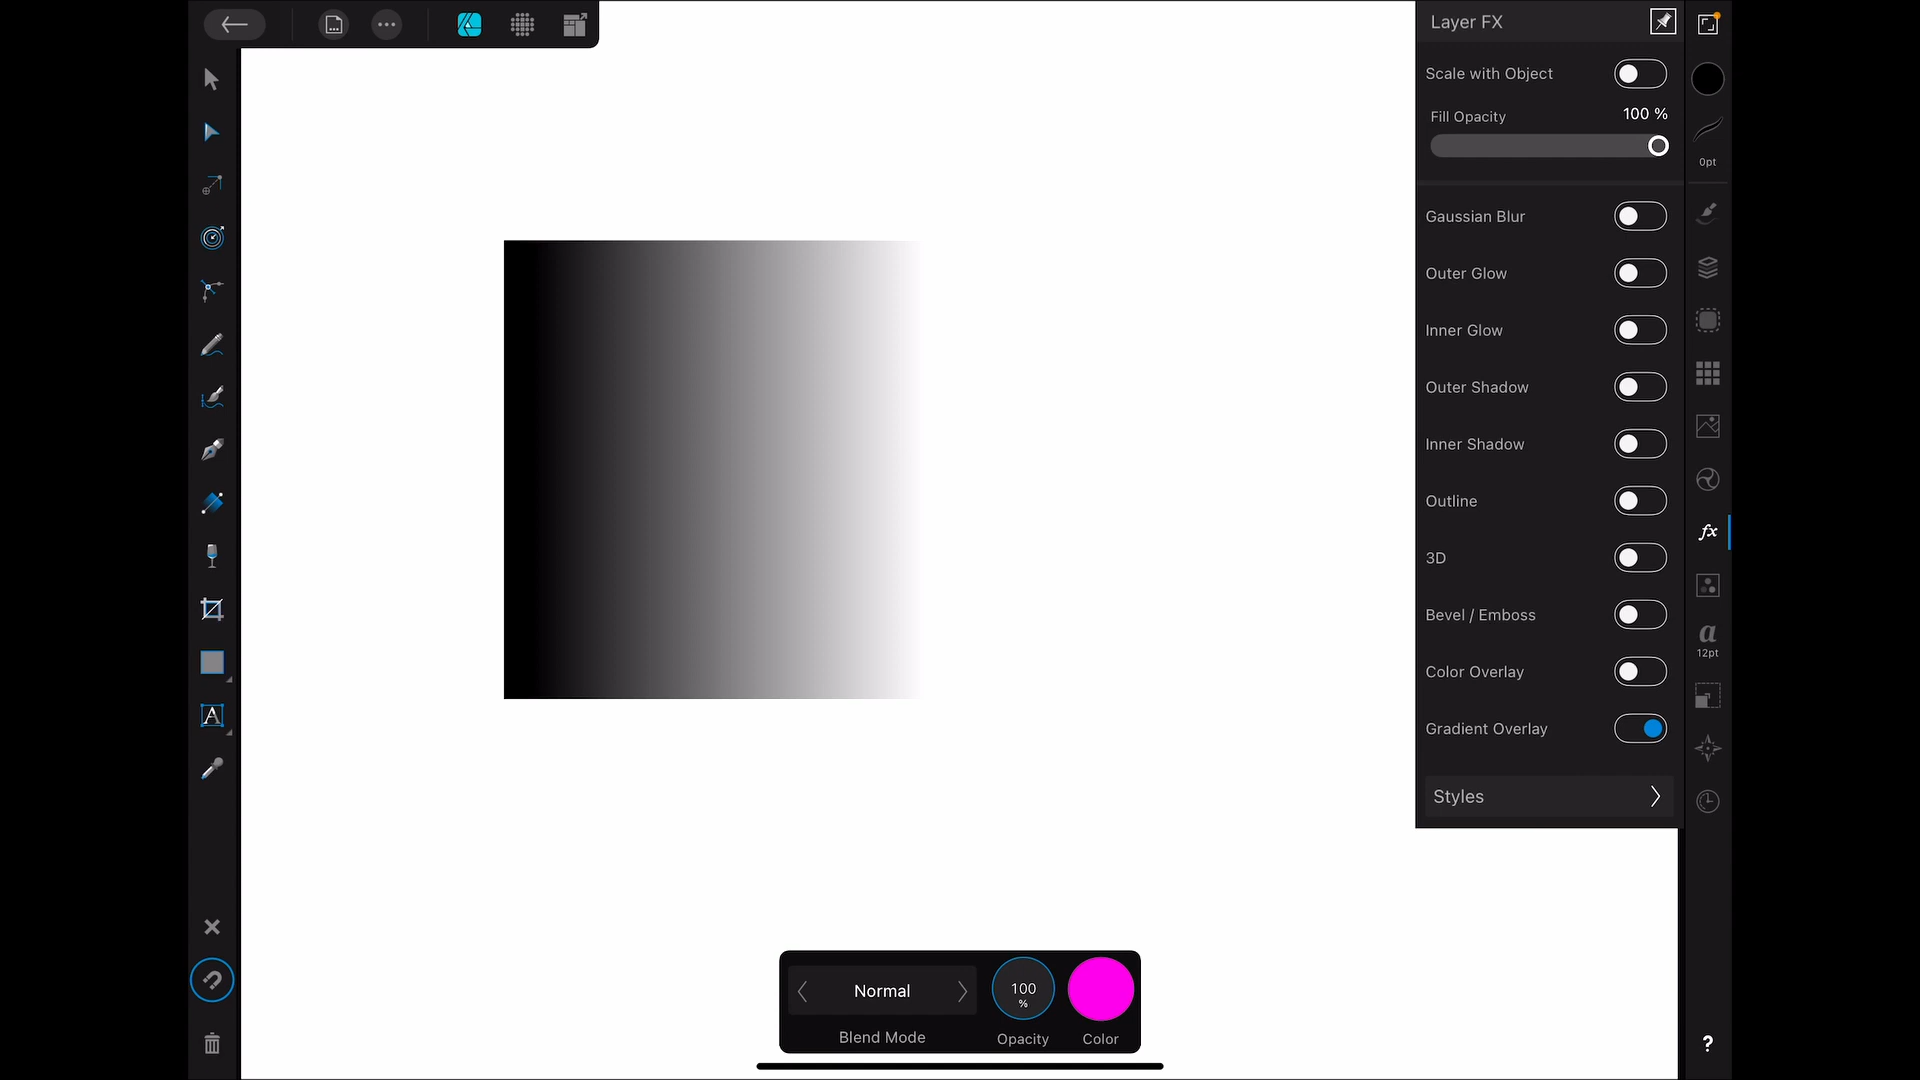 Layer FX
Scale with Object
Fill Opacity 100 %
0pt
Gaussian Blur
Outer Glow
Inner Glow
Outer Shadow
Inner Shadow
Outline
3D
Bevel / Emboss
a
12pt
Color Overlay
A
Gradient Overlay
Styles
fx
Normal
100
%
Blend Mode
Opacity
Color
?